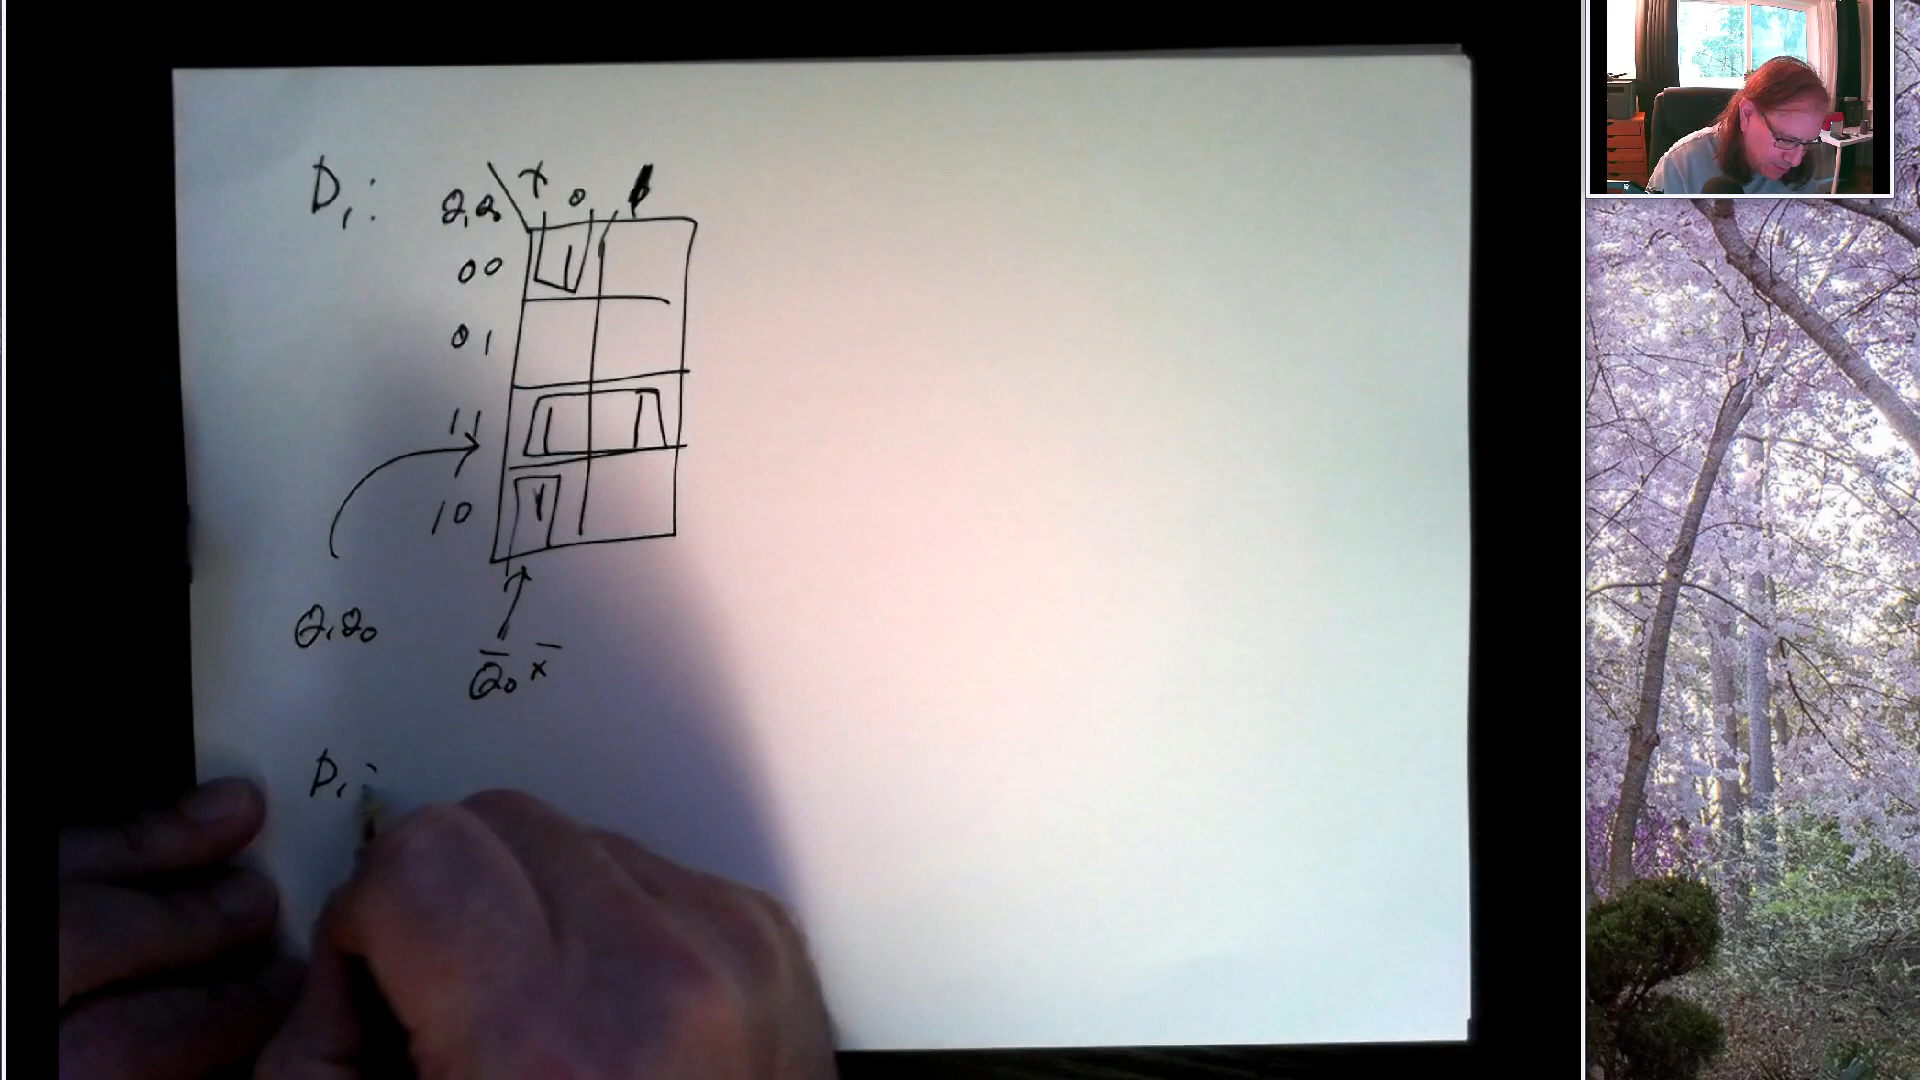 D₁: Q₁Q₀ \ x 0 1
00 1
01
11 1 1
10 1
Q₁Q₀
Q̅₀ x̅
D₁: